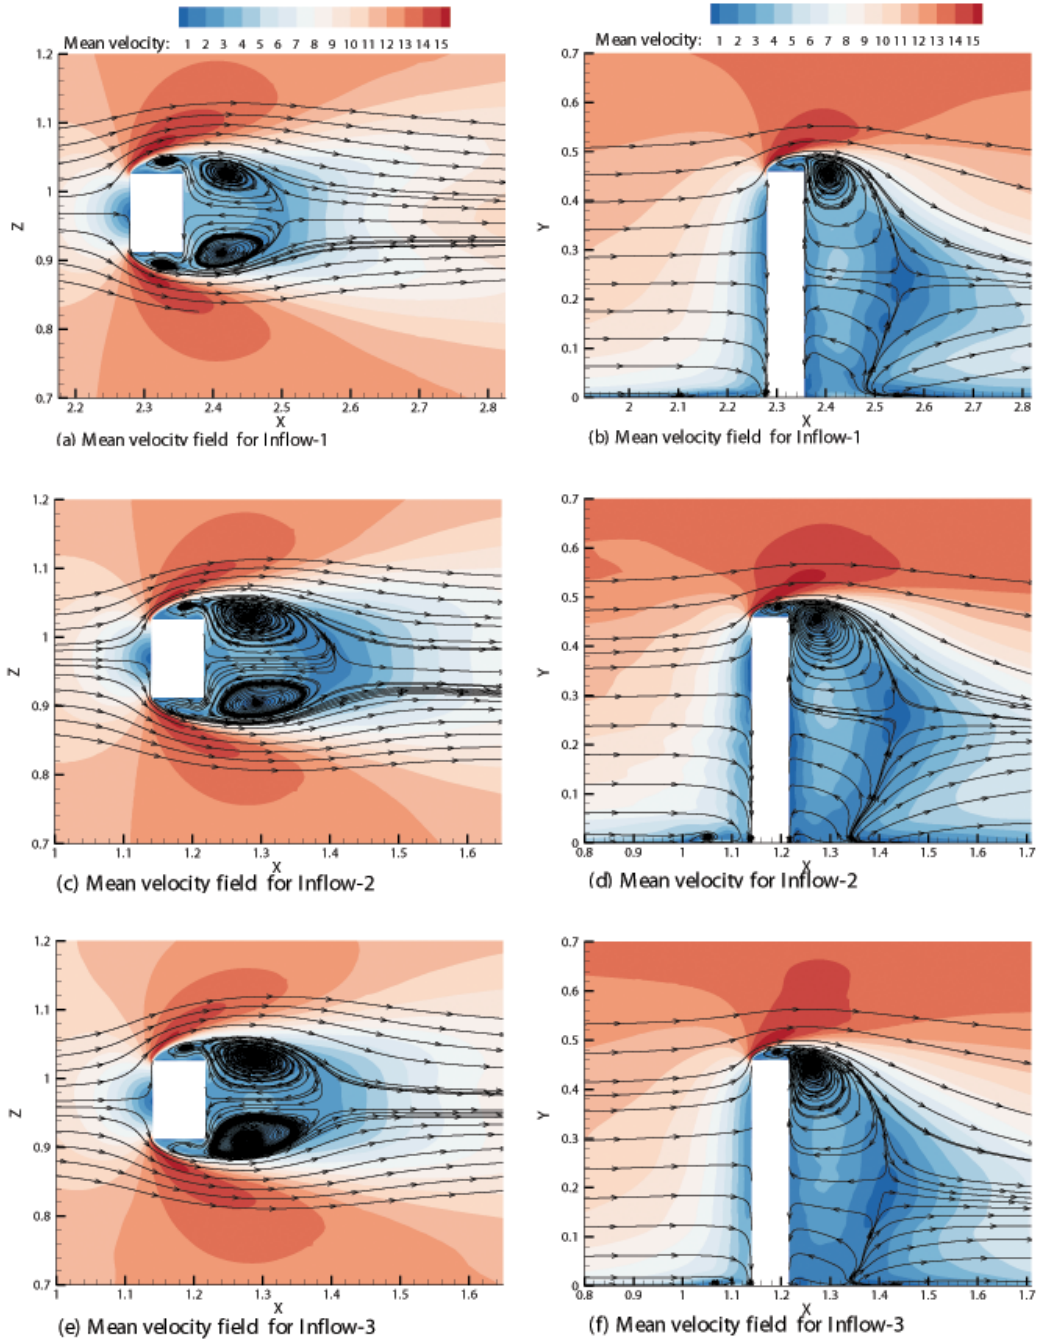 Mean velocity: 1 2 3 4 5 6 7 8 9 10 11 12 13 14 15
Mean velocity: 1 2 3 4 5 6 7 8 9 10 11 12 13 14 15
1.2
1.1
1
0.9
0.8
0.7
Z
2.2 2.3 2.4 2.5 2.6 2.7 2.8
X
(a) Mean velocity field for Inflow-1
0.7
0.6
0.5
0.4
0.3
0.2
0.1
0
Y
2 2.1 2.2 2.3 2.4 2.5 2.6 2.7 2.8
X
(b) Mean velocity field for Inflow-1
1.2
1.1
1
0.9
0.8
0.7
Z
1 1.1 1.2 1.3 1.4 1.5 1.6
X
(c) Mean velocity field for Inflow-2
0.7
0.6
0.5
0.4
0.3
0.2
0.1
0
Y
0.8 0.9 1 1.1 1.2 1.3 1.4 1.5 1.6 1.7
X
(d) Mean velocity for Inflow-2
1.2
1.1
1
0.9
0.8
0.7
Z
1 1.1 1.2 1.3 1.4 1.5 1.6
X
(e) Mean velocity field for Inflow-3
0.7
0.6
0.5
0.4
0.3
0.2
0.1
0
Y
0.8 0.9 1 1.1 1.2 1.3 1.4 1.5 1.6 1.7
X
(f) Mean velocity field for Inflow-3